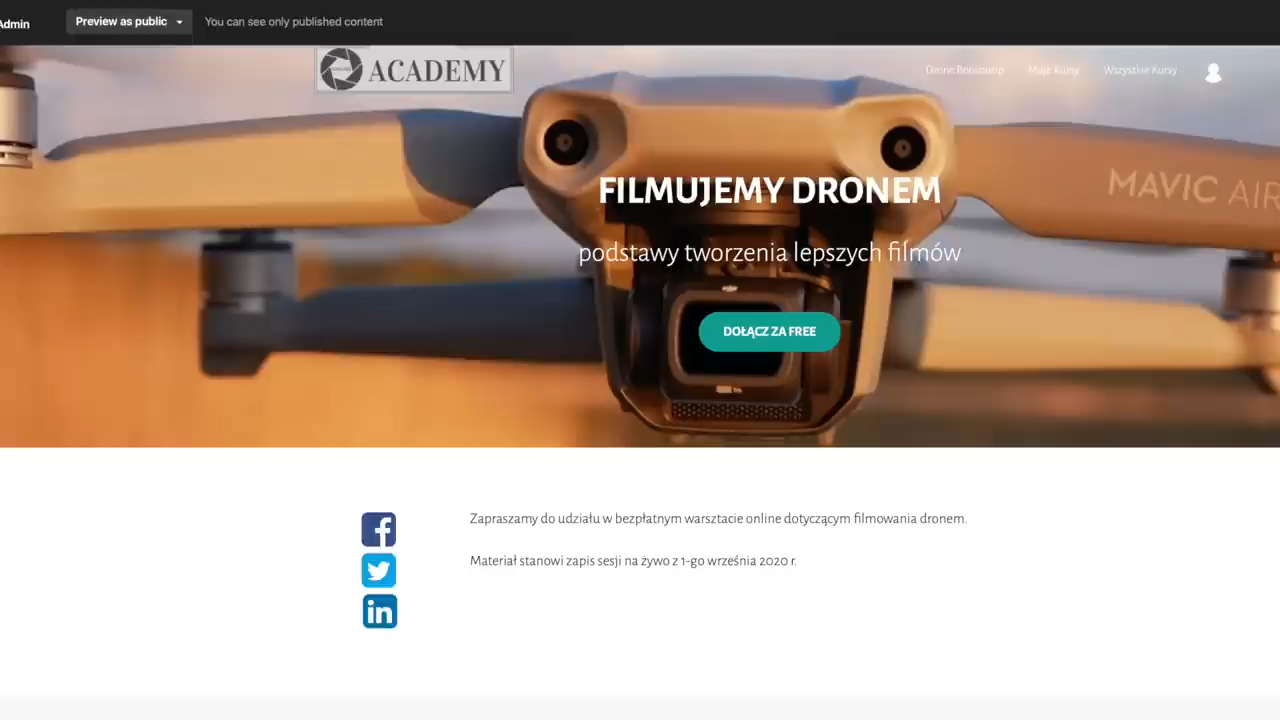 Admin
Preview as public
You can see only published content
ACADEMY
Drone Bootcamp
Moje Kursy
Wszystkie Kursy
MAVIC AIR
FILMUJEMY DRONEM
podstawy tworzenia lepszych filmów
DOŁĄCZ ZA FREE
Zapraszamy do udziału w bezpłatnym warsztacie online dotyczącym filmowania dronem.
Materiał stanowi zapis sesji na żywo z 1-go września 2020 r.
f
in